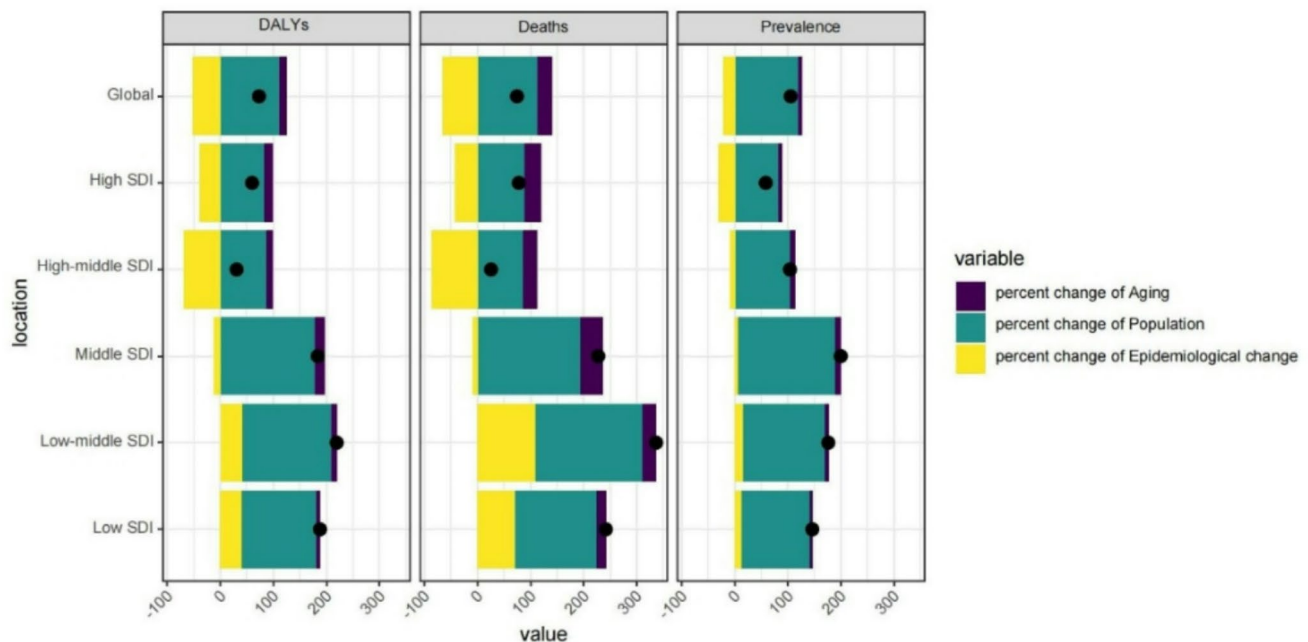 DALYs
Deaths
Prevalence
location
Global
High SDI
High-middle SDI
Middle SDI
Low-middle SDI
Low SDI
-100 0 100 200 300
-100 0 100 200 300
-100 0 100 200 300
value
variable
percent change of Aging
percent change of Population
percent change of Epidemiological change